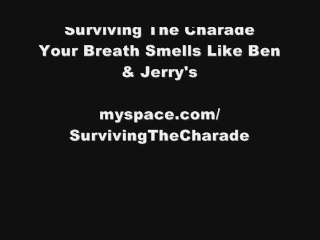 Surviving The Charade
Your Breath Smells Like Ben
& Jerry's
myspace.com/
SurvivingTheCharade